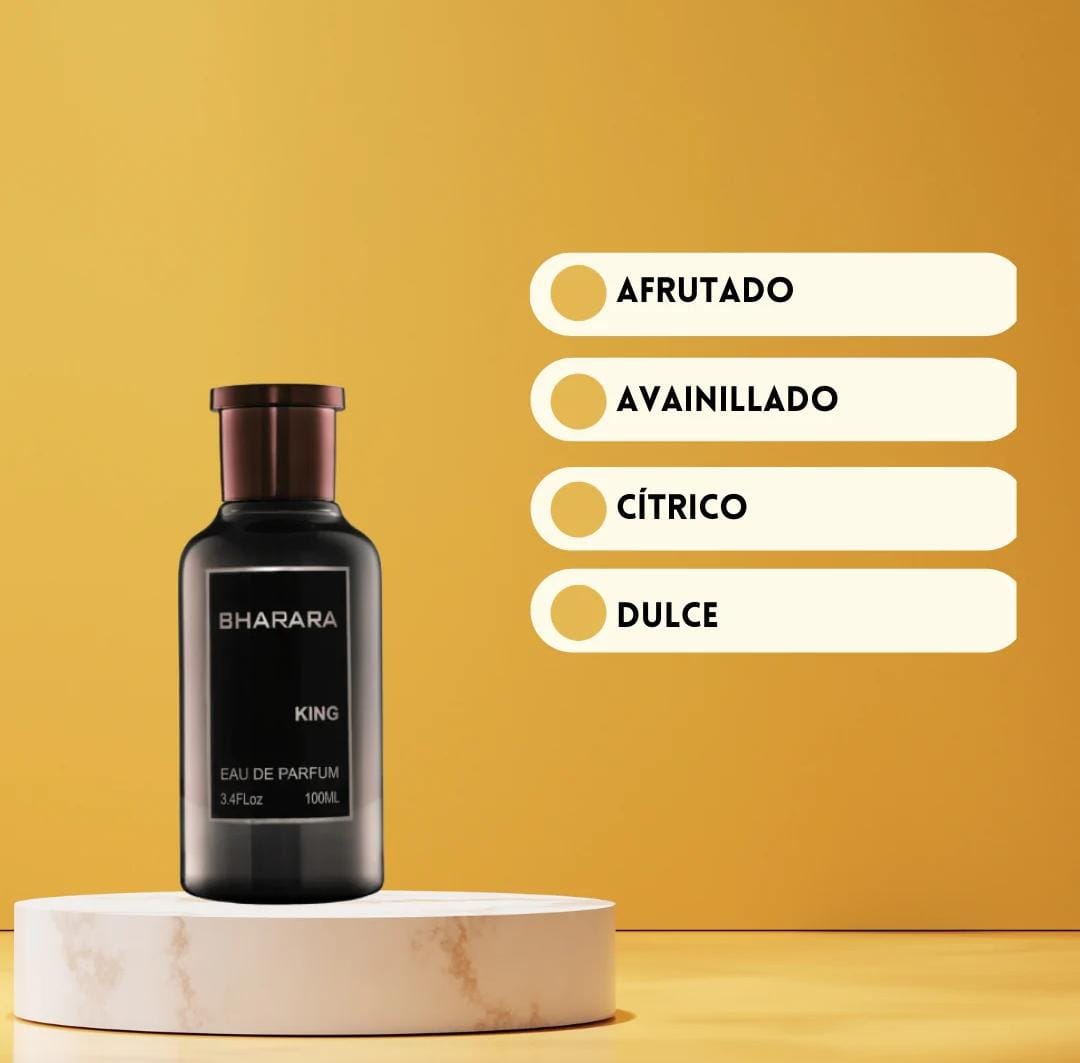 AFRUTADO
AVAINILLADO
CÍTRICO
DULCE
BHARARA
KING
EAU DE PARFUM
3.4FLoz 100ML